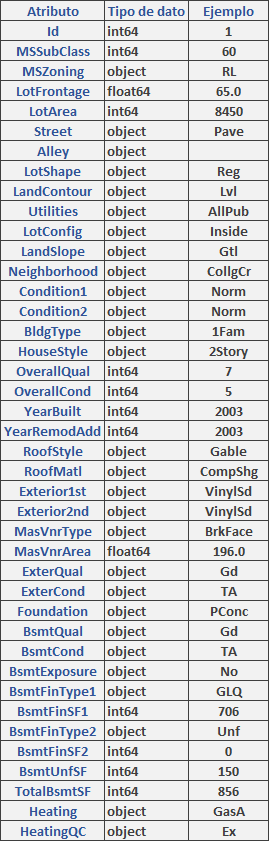 Atributo Tipo de dato Ejemplo
Id int64 1
MSSubClass int64 60
MSZoning object RL
LotFrontage float64 65.0
LotArea int64 8450
Street object Pave
Alley object
LotShape object Reg
LandContour object Lvl
Utilities object AllPub
LotConfig object Inside
LandSlope object Gtl
Neighborhood object CollgCr
Condition1 object Norm
Condition2 object Norm
BldgType object 1Fam
HouseStyle object 2Story
OverallQual int64 7
OverallCond int64 5
YearBuilt int64 2003
YearRemodAdd int64 2003
RoofStyle object Gable
RoofMatl object CompShg
Exterior1st object VinylSd
Exterior2nd object VinylSd
MasVnrType object BrkFace
MasVnrArea float64 196.0
ExterQual object Gd
ExterCond object TA
Foundation object PConc
BsmtQual object Gd
BsmtCond object TA
BsmtExposure object No
BsmtFinType1 object GLQ
BsmtFinSF1 int64 706
BsmtFinType2 object Unf
BsmtFinSF2 int64 0
BsmtUnfSF int64 150
TotalBsmtSF int64 856
Heating object GasA
HeatingQC object Ex